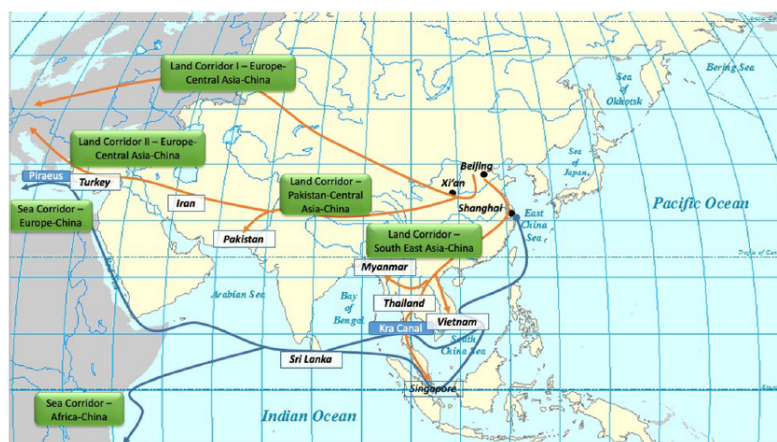 Bering Sea
Land Corridor I – Europe-
Central Asia-China
Sea
of
Okhotsk
Land Corridor II – Europe-
Central Asia-China
Sea
of
Japan
Beijing
Xi'an
Piraeus
Turkey
Land Corridor –
Pakistan-Central
Asia-China
Iran
Shanghai
East
China
Sea
Pacific Ocean
Sea Corridor –
Europe-China
Pakistan
Land Corridor –
South East Asia-China
Myanmar
Arabian Sea
Bay
of
Bengal
Thailand
Vietnam
Kra Canal
South
China Sea
Sri Lanka
Singapore
Sea Corridor –
Africa-China
Indian Ocean